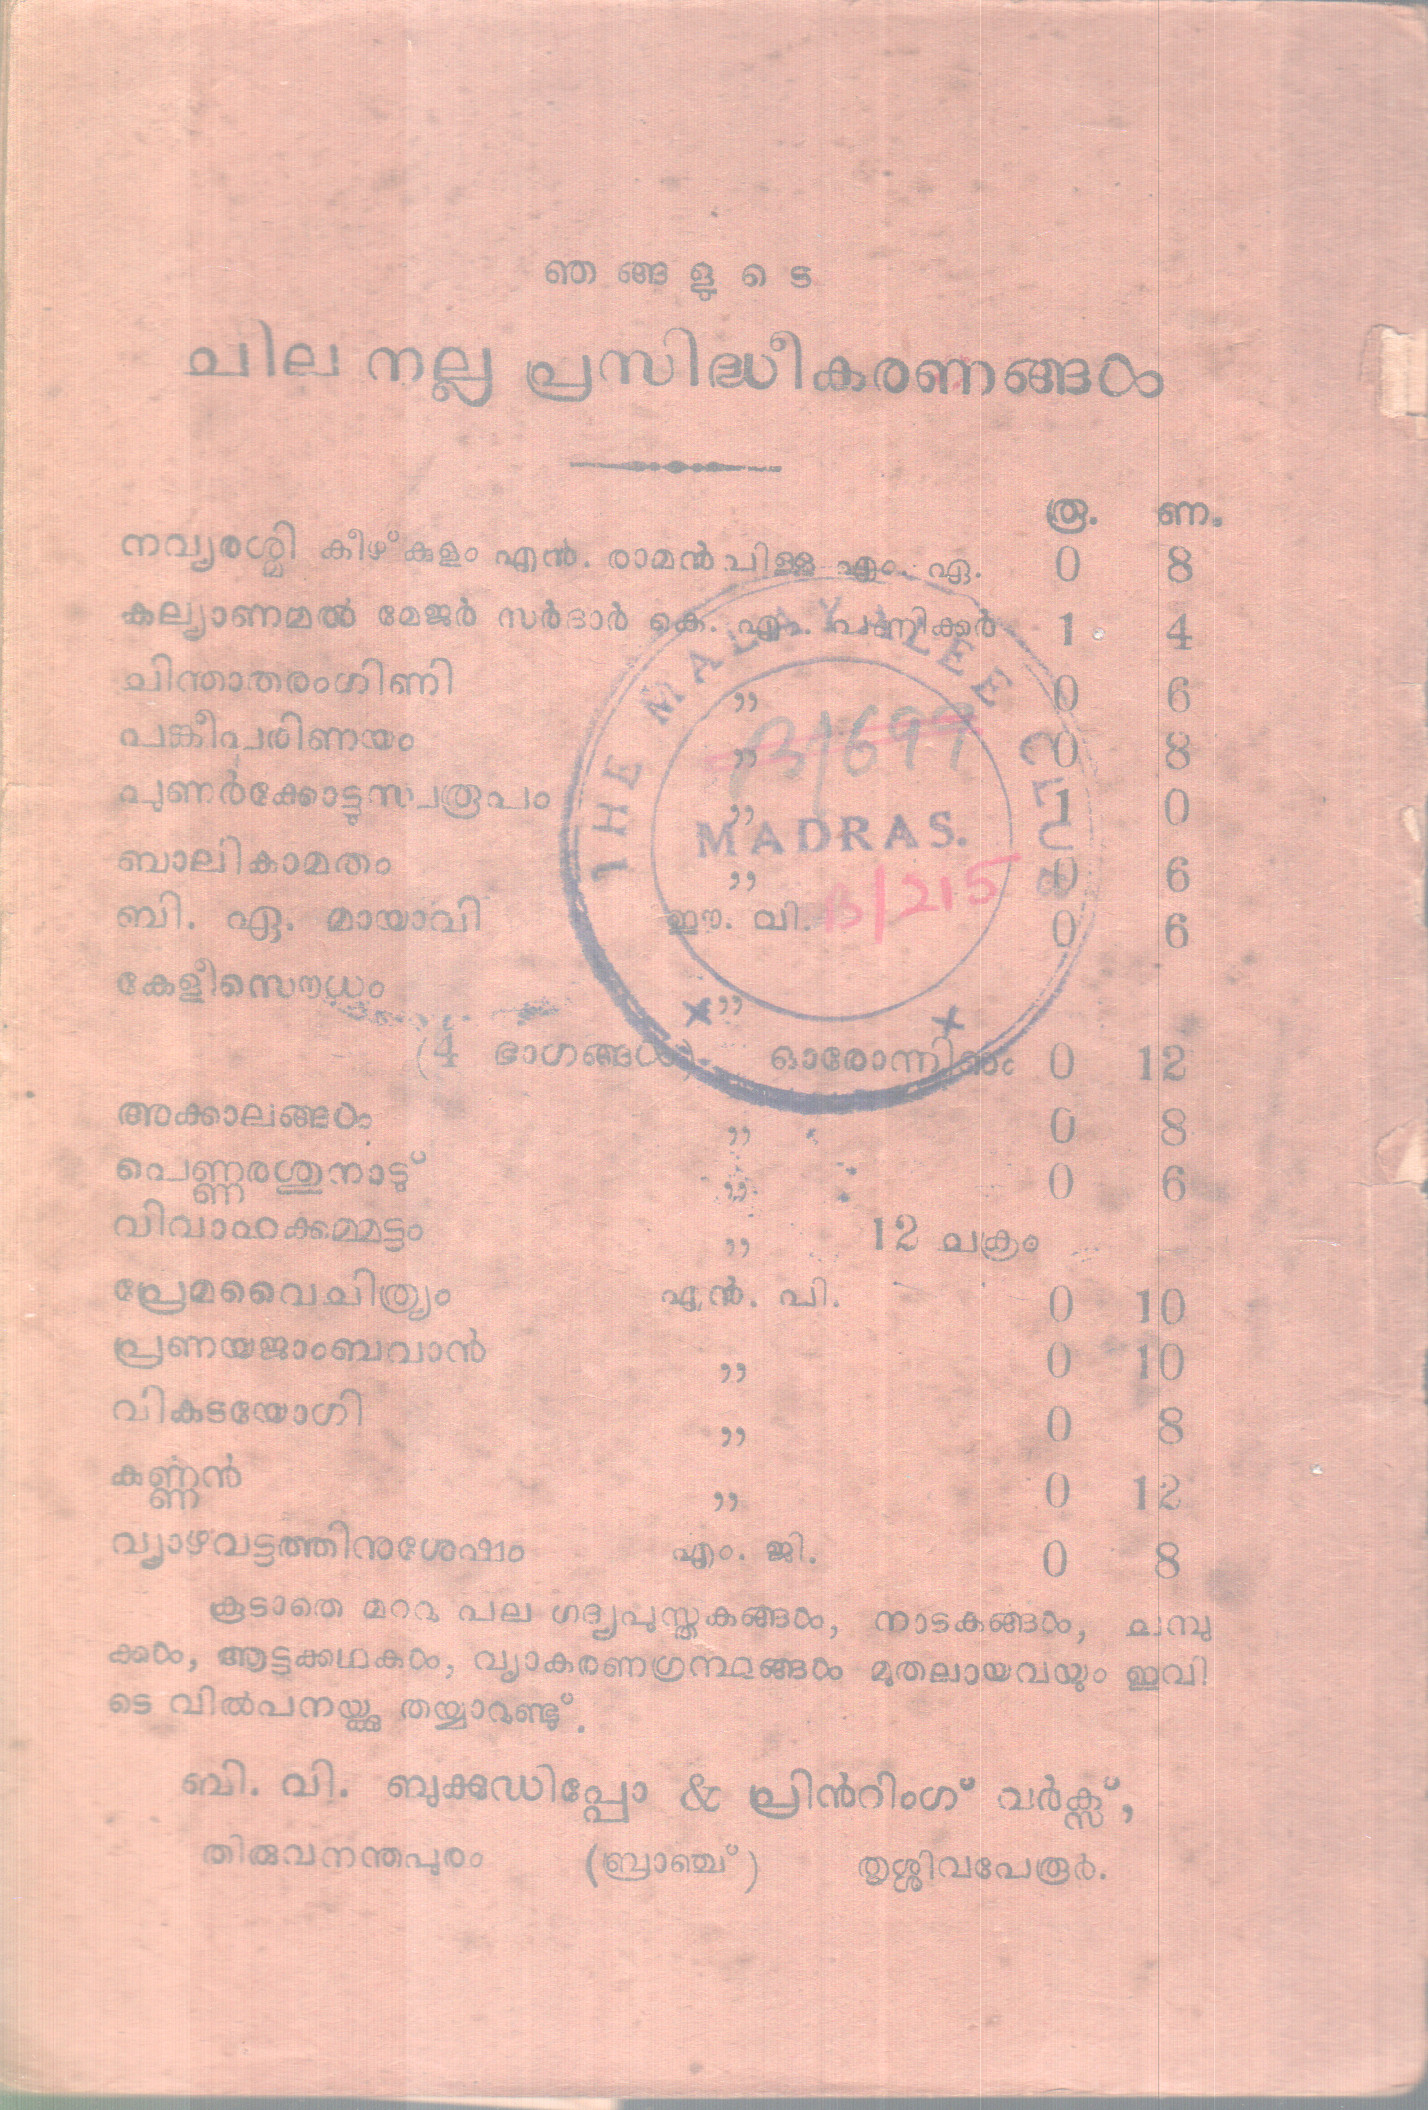 ഞങ്ങളുടെ
ചില നല്ല പ്രസിദ്ധീകരണങ്ങൾ
രൂ. ണ.
നവ്യരശ്മി കീഴ്കുളം എൻ. രാമൻപിള്ള എം. ഏ. 0 8
കല്യാണമൽ മേജർ സർദാർ കെ. എം. പണിക്കർ 1 4
ചിന്താതരംഗിണി ,, 0 6
പങ്കീപരിണയം ,, 0 8
പുണർക്കോട്ടുസ്വരൂപം ,, 1 0
ബാലികാമതം ,, 0 6
ബി. ഏ. മായാവി ഈ. വി. 0 6
കേളീസൌധം ,,
(4 ഭാഗങ്ങൾ) ഓരോന്നിനും 0 12
അക്കാലങ്ങൾ ,, 0 8
പെണ്ണരശുനാടു് ,, 0 6
വിവാഹക്കമ്മട്ടം ,, 12 ചക്രം
പ്രേമവൈചിത്ര്യം എൻ. പി. 0 10
പ്രണയജാംബവാൻ ,, 0 10
വികടയോഗി ,, 0 8
കണ്ണൻ ,, 0 12
വ്യാഴവട്ടത്തിനുശേഷം എം. ജി. 0 8
കൂടാതെ മററു പല ഗദ്യപുസ്തകങ്ങൾ, നാടകങ്ങൾ, ചമ്പു
ക്കൾ, ആട്ടക്കഥകൾ, വ്യാകരണഗ്രന്ഥങ്ങൾ മുതലായവയും ഇവി
ടെ വിൽപനയ്ക്കു തയ്യാറുണ്ടു്.
ബി. വി. ബുക്കുഡിപ്പോ & പ്രിൻറിംഗ് വർക്സ്,
തിരുവനന്തപുരം (ബ്രാഞ്ച്) തൃശ്ശിവപേരൂർ.
THE MALAYALEE CLUB
MADRAS.
B/697
B/215